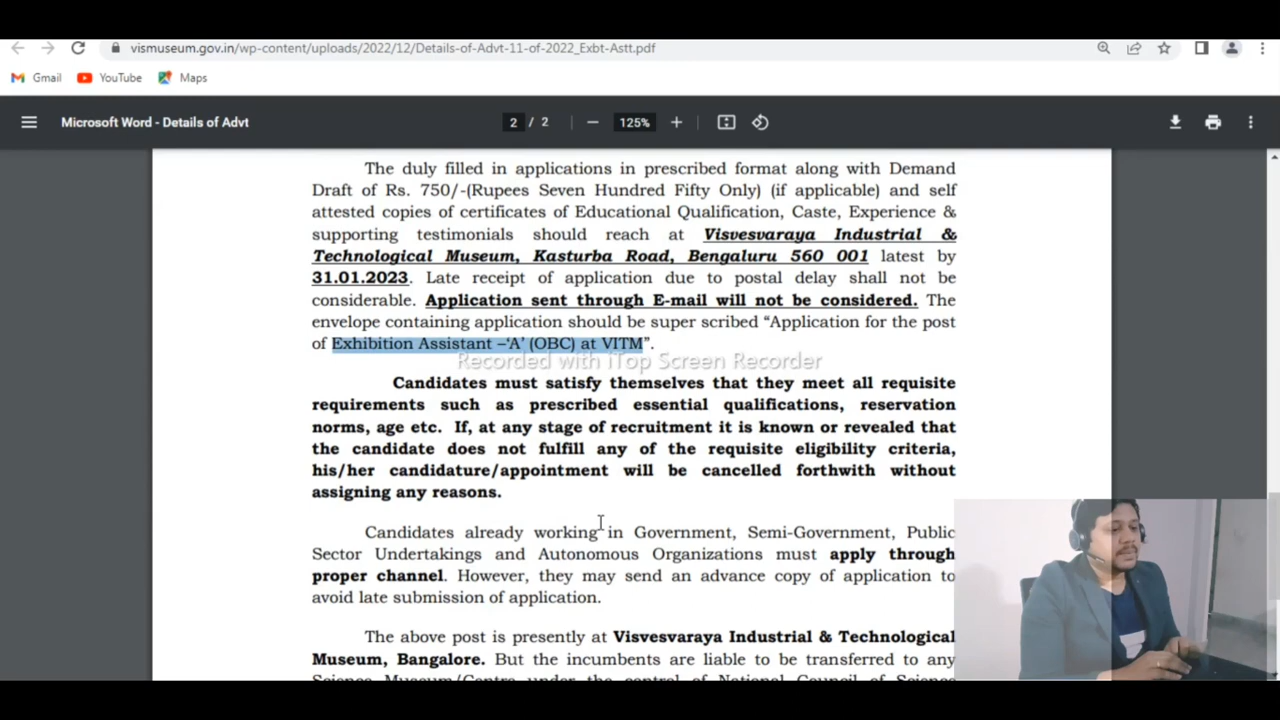 vismuseum.gov.in/wp-content/uploads/2022/12/Details-of-Advt-11-of-2022_Exbt-Astt.pdf
Gmail YouTube Maps
Microsoft Word - Details of Advt 2 / 2 125%
The duly filled in applications in prescribed format along with Demand
Draft of Rs. 750/-(Rupees Seven Hundred Fifty Only) (if applicable) and self
attested copies of certificates of Educational Qualification, Caste, Experience &
supporting testimonials should reach at Visvesvaraya Industrial &
Technological Museum, Kasturba Road, Bengaluru 560 001 latest by
31.01.2023. Late receipt of application due to postal delay shall not be
considerable. Application sent through E-mail will not be considered. The
envelope containing application should be super scribed “Application for the post
of Exhibition Assistant –‘A’ (OBC) at VITM”.
Recorded with iTop Screen Recorder
Candidates must satisfy themselves that they meet all requisite
requirements such as prescribed essential qualifications, reservation
norms, age etc. If, at any stage of recruitment it is known or revealed that
the candidate does not fulfill any of the requisite eligibility criteria,
his/her candidature/appointment will be cancelled forthwith without
assigning any reasons.
Candidates already working in Government, Semi-Government, Public
Sector Undertakings and Autonomous Organizations must apply through
proper channel. However, they may send an advance copy of application to
avoid late submission of application.
The above post is presently at Visvesvaraya Industrial & Technological
Museum, Bangalore. But the incumbents are liable to be transferred to any
Science Museum/Centre under the control of National Council of Science